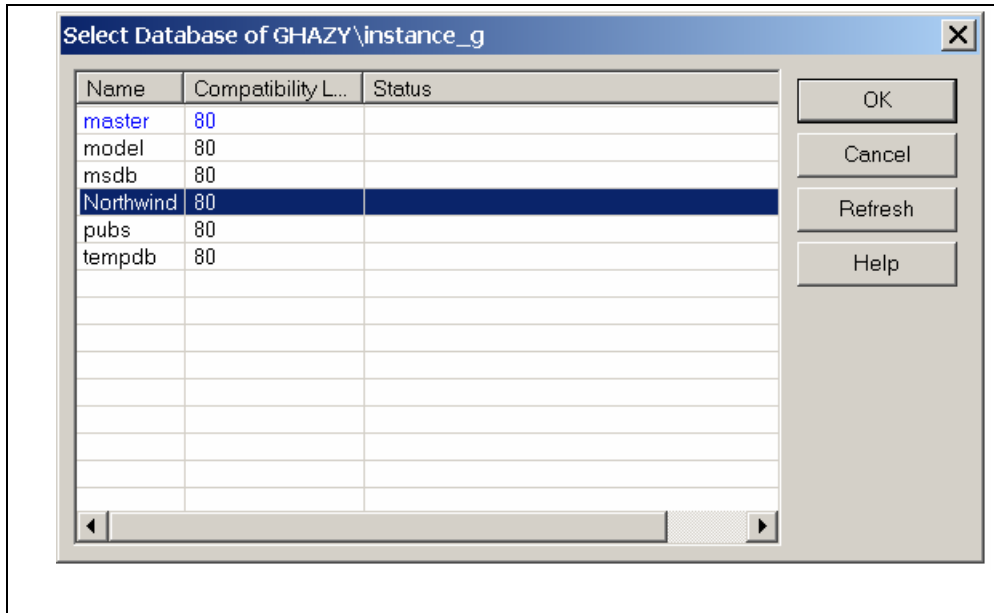 Select Database of GHAZY\instance_g
Name Compatibility L... Status
master 80
model 80
msdb 80
Northwind 80
pubs 80
tempdb 80
OK
Cancel
Refresh
Help